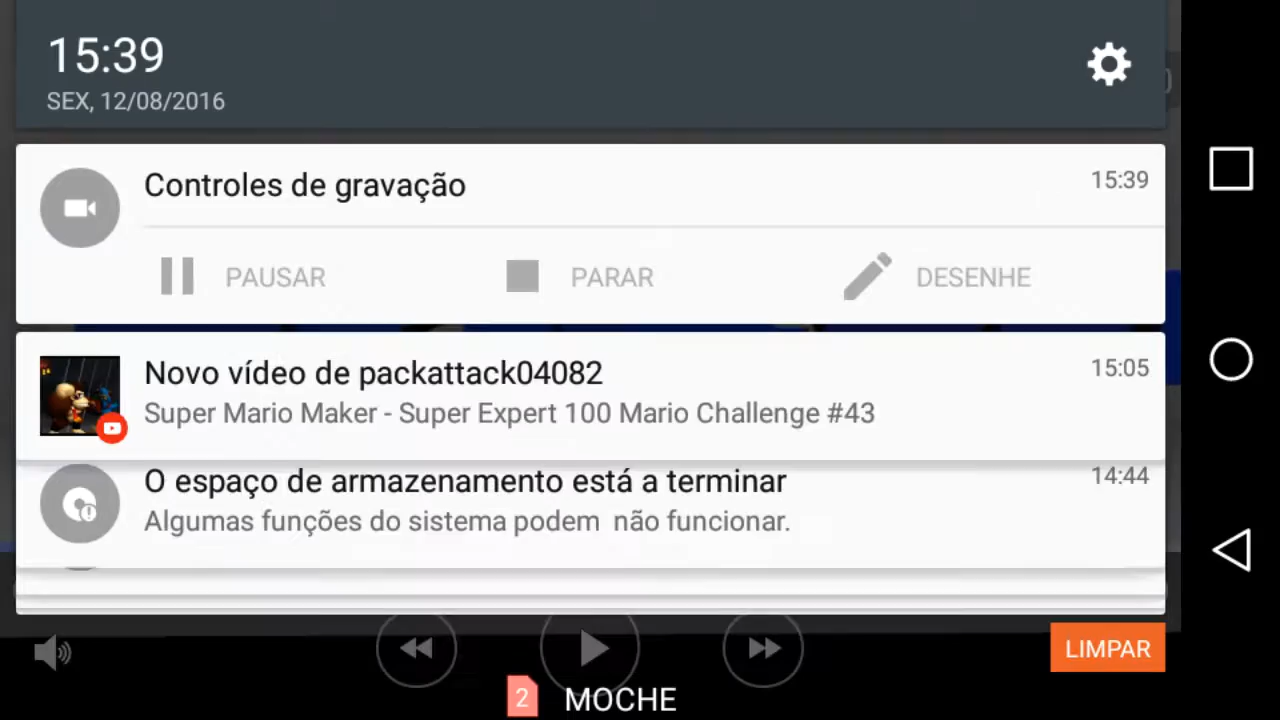 15:39
SEX, 12/08/2016
Controles de gravação
15:39
PAUSAR
PARAR
DESENHE
Novo vídeo de packattack04082
15:05
Super Mario Maker - Super Expert 100 Mario Challenge #43
O espaço de armazenamento está a terminar
14:44
Algumas funções do sistema podem não funcionar.
LIMPAR
2 MOCHE